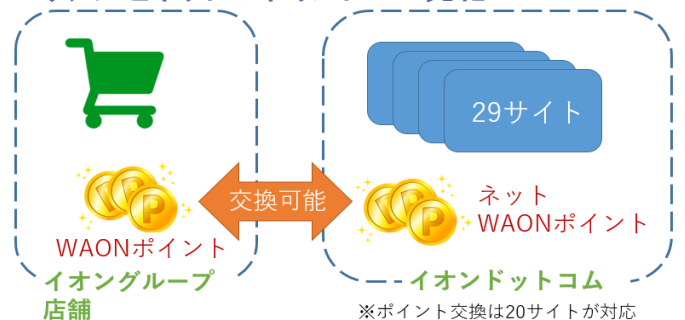 29サイト
交換可能
ネット
WAONポイント
WAONポイント
イオングループ
店舗
イオンドットコム
※ポイント交換は20サイトが対応